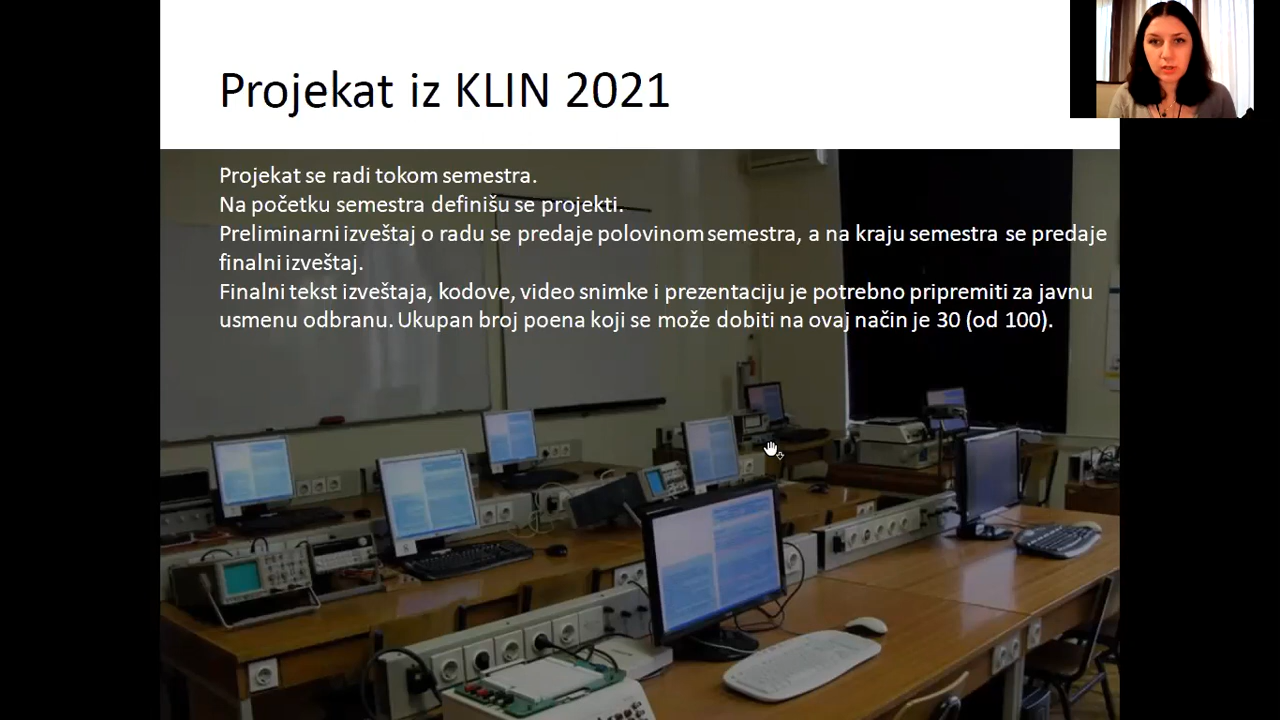 Projekat iz KLIN 2021
Projekat se radi tokom semestra.
Na početku semestra definišu se projekti.
Preliminarni izveštaj o radu se predaje polovinom semestra, a na kraju semestra se predaje
finalni izveštaj.
Finalni tekst izveštaja, kodove, video snimke i prezentaciju je potrebno pripremiti za javnu
usmenu odbranu. Ukupan broj poena koji se može dobiti na ovaj način je 30 (od 100).